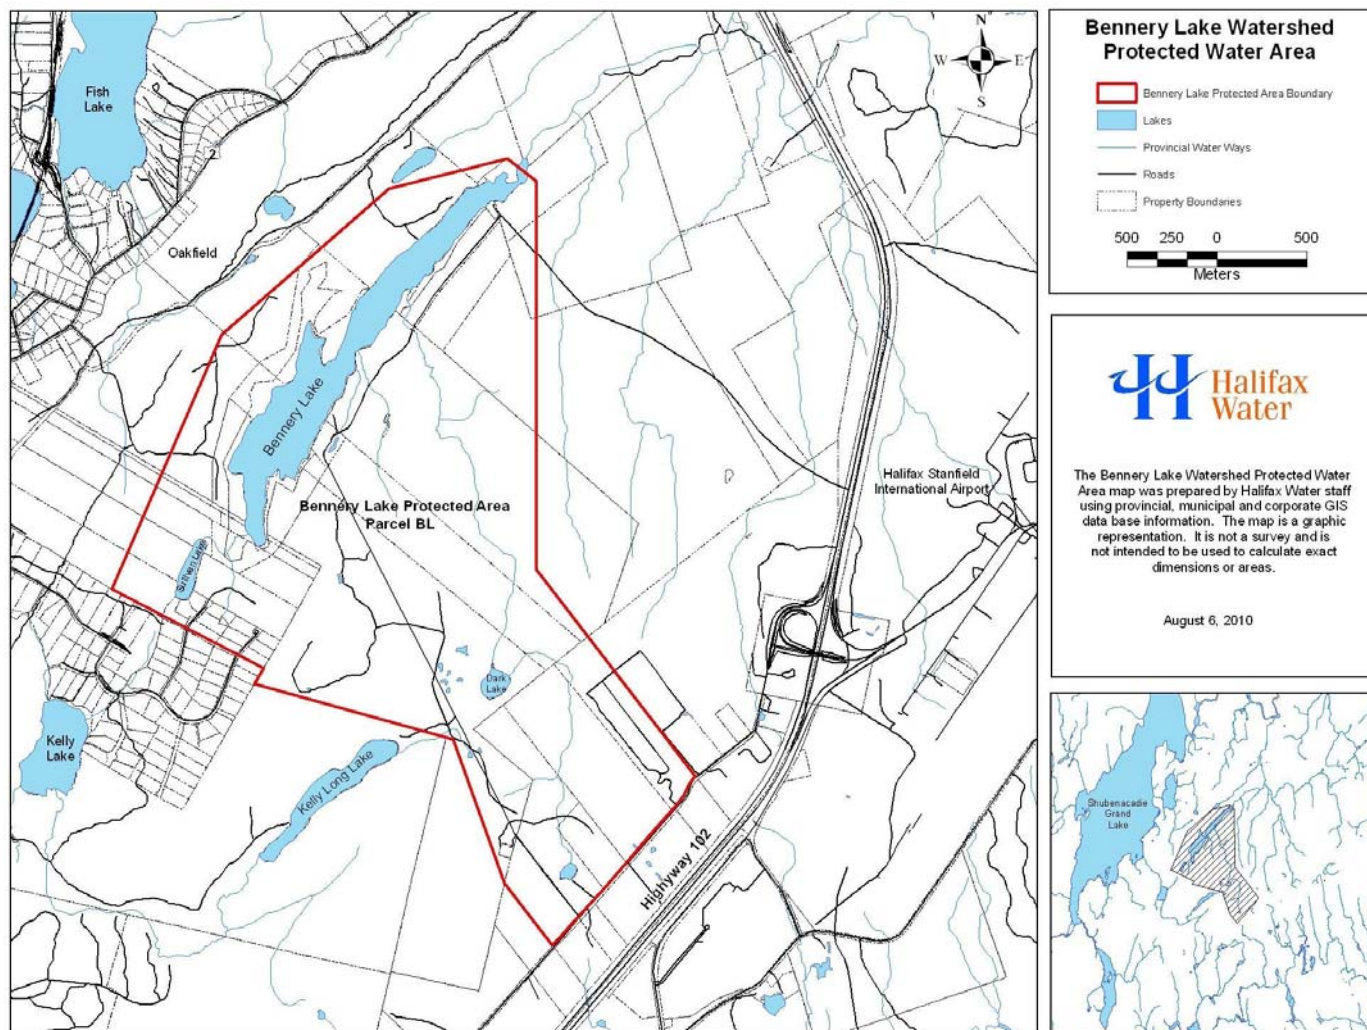 Bennery Lake Watershed
Protected Water Area
Bennery Lake Protected Area Boundary
Lakes
Provincial Water Ways
Roads
Property Boundaries
500 250 0 500
Meters
Halifax
Water
The Bennery Lake Watershed Protected Water
Area map was prepared by Halifax Water staff
using provincial, municipal and corporate GIS
data base information. The map is a graphic
representation. It is not a survey and is
not intended to be used to calculate exact
dimensions or areas.
August 6, 2010
Shubenacadie
Grand
Lake
N
W E
S
Fish
Lake
2
Oakfield
Bennery Lake
Halifax Stanfield
International Airport
Bennery Lake Protected Area
Parcel BL
Lake
Dark
Lake
Kelly
Lake
Kelly Long Lake
Highyway 102